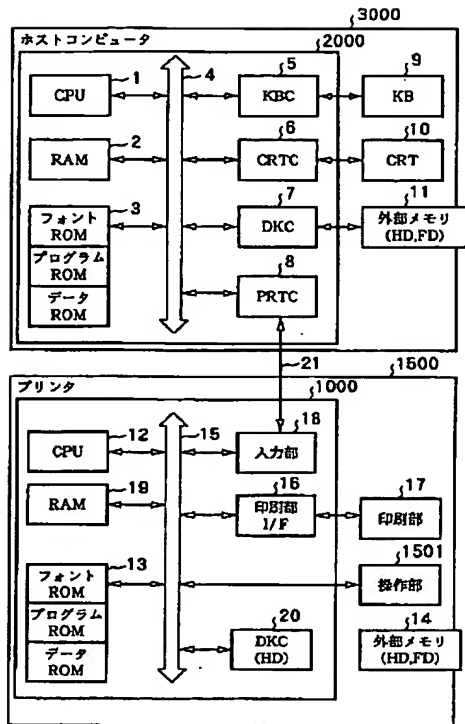 3000
ホストコンピュータ
2000
1
4
5
9
CPU
KBC
KB
2
6
10
RAM
CRTC
CRT
3
7
11
フォント
ROM
DKC
外部メモリ
(HD,FD)
プログラム
ROM
8
データ
ROM
PRTC
21
1500
プリンタ
1000
12
15
18
CPU
入力部
19
16
17
RAM
印刷部
I/F
印刷部
13
1501
フォント
ROM
操作部
プログラム
ROM
20
14
データ
ROM
DKC
(HD)
外部メモリ
(HD,FD)